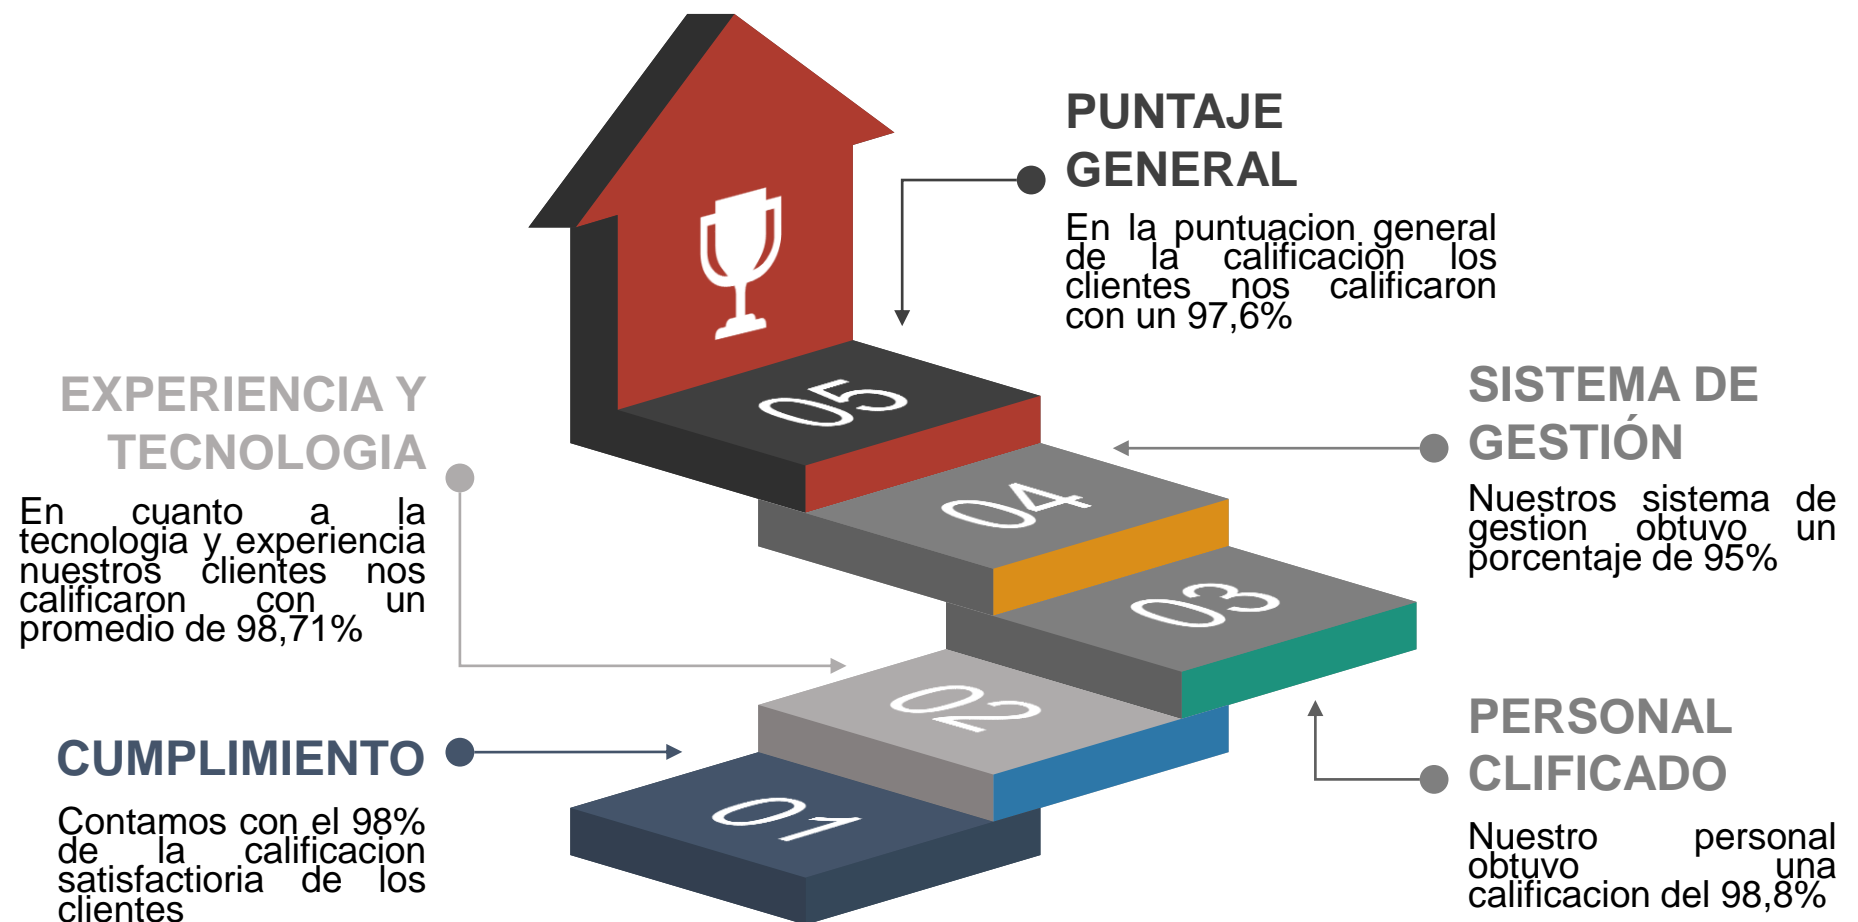 PUNTAJE
GENERAL
En la puntuacion general
de la calificacion los
clientes nos calificaron
con un 97,6%
EXPERIENCIA Y
TECNOLOGIA
En cuanto a la
tecnologia y experiencia
nuestros clientes nos
calificaron con un
promedio de 98,71%
SISTEMA DE
GESTIÓN
Nuestros sistema de
gestion obtuvo un
porcentaje de 95%
CUMPLIMIENTO
Contamos con el 98%
de la calificacion
satisfactioria de los
clientes
PERSONAL
CLIFICADO
Nuestro personal
obtuvo una
calificacion del 98,8%
05
04
03
02
01